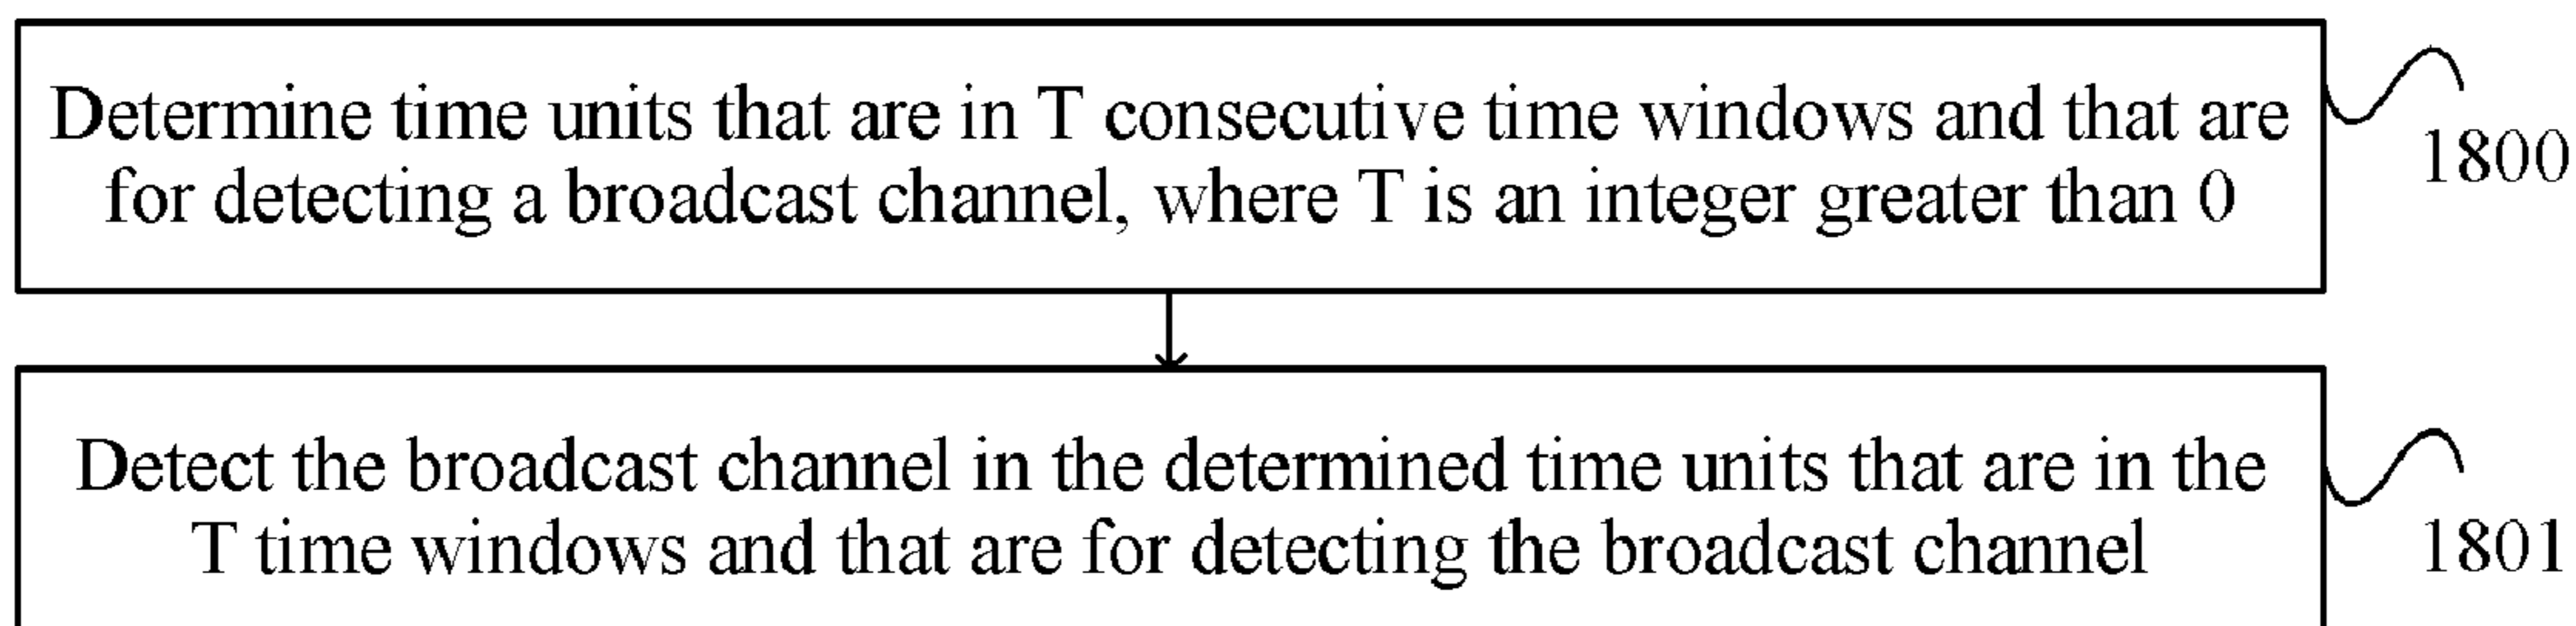 Determine time units that are in T consecutive time windows and that are
for detecting a broadcast channel, where T is an integer greater than 0
1800
Detect the broadcast channel in the determined time units that are in the
T time windows and that are for detecting the broadcast channel
1801